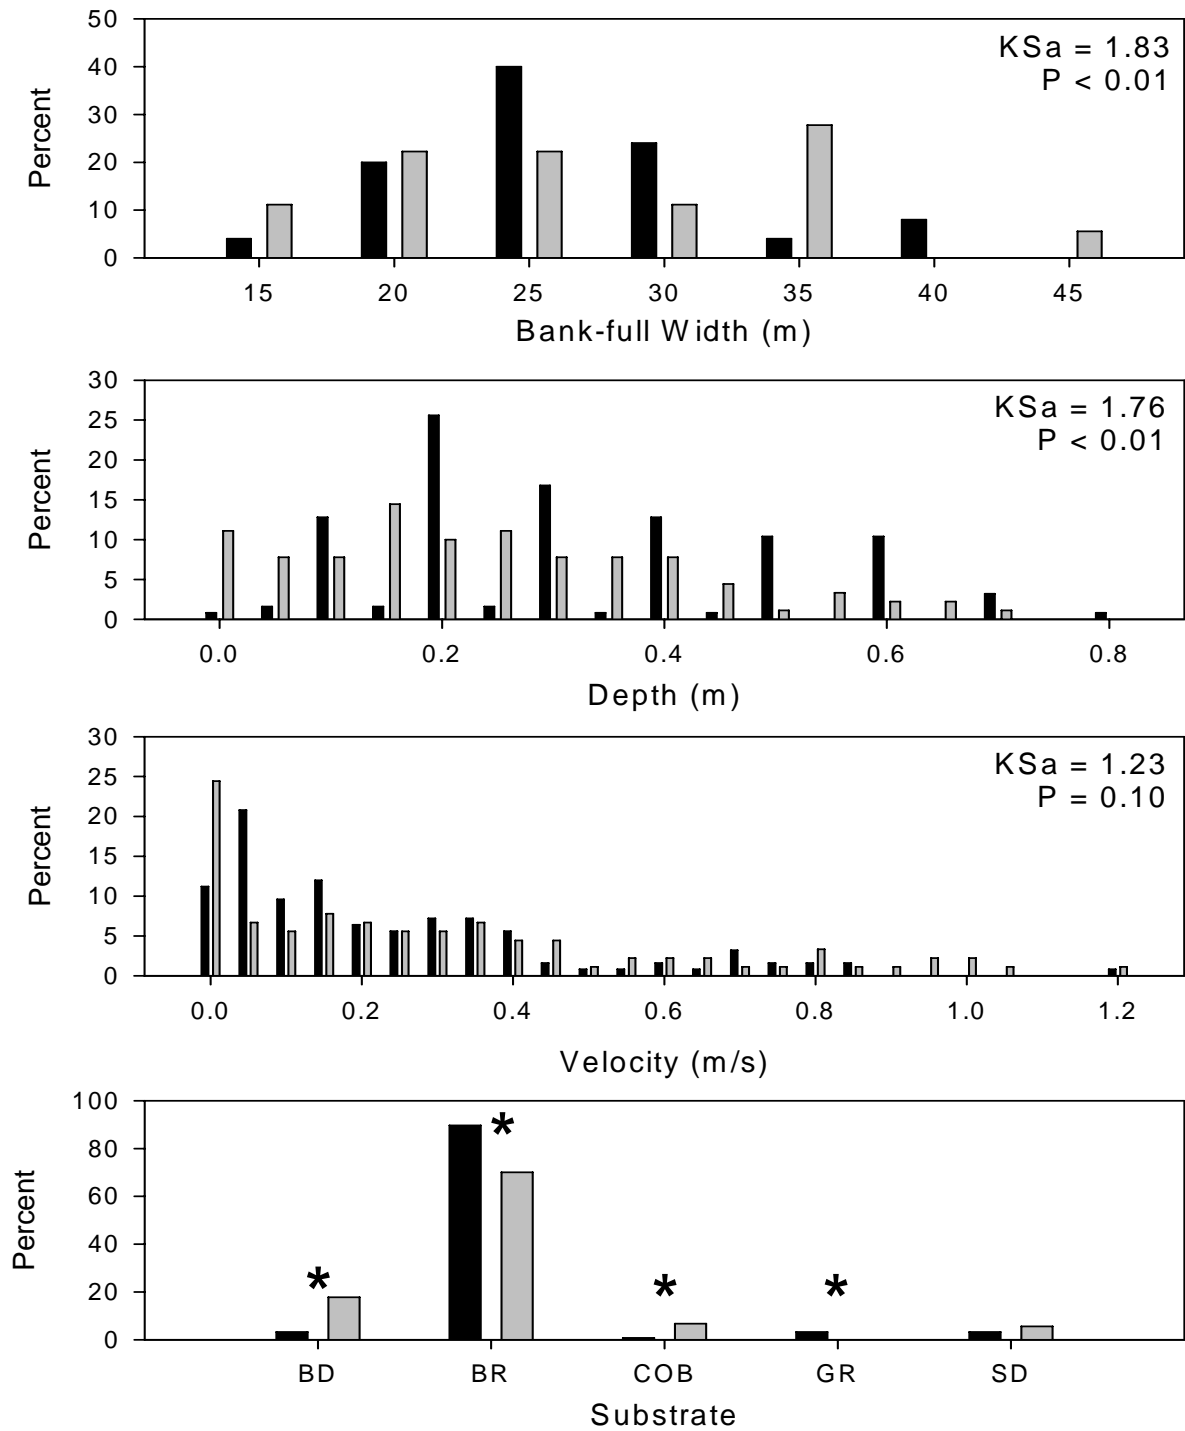 50
40
30
20
10
0
Percent
KSa = 1.83
P < 0.01
15 20 25 30 35 40 45
Bank-full Width (m)
30
25
20
15
10
5
0
Percent
KSa = 1.76
P < 0.01
0.0 0.2 0.4 0.6 0.8
Depth (m)
30
25
20
15
10
5
0
Percent
KSa = 1.23
P = 0.10
0.0 0.2 0.4 0.6 0.8 1.0 1.2
Velocity (m/s)
100
80
60
40
20
0
Percent
*
* * *
BD BR COB GR SD
Substrate